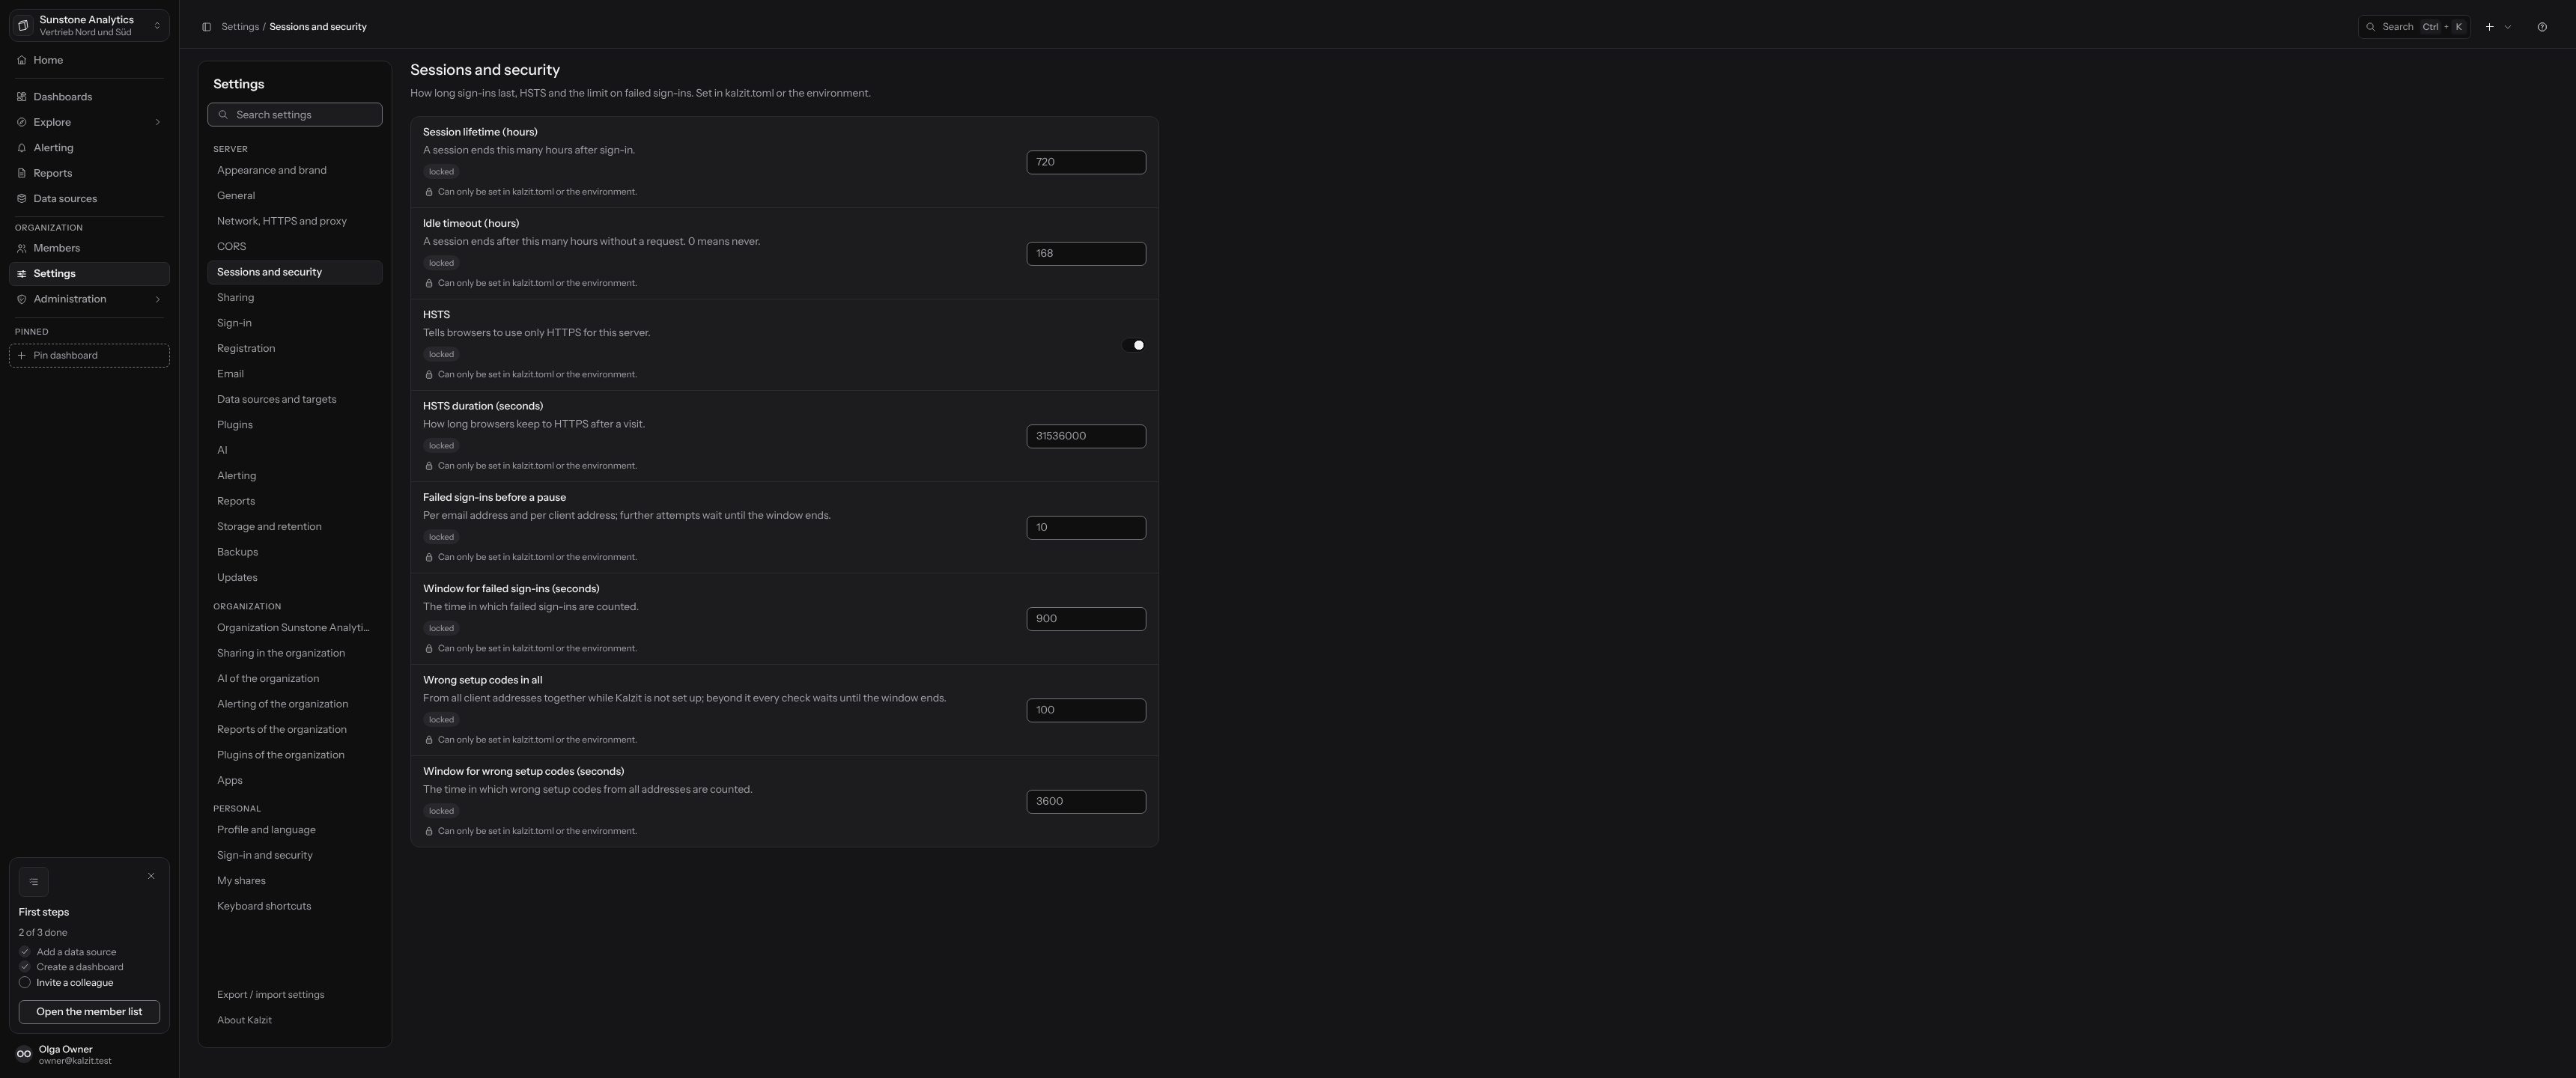 Sunstone Analytics
Vertrieb Nord und Süd
Home
Dashboards
Explore
Alerting
Reports
Data sources
ORGANIZATION
Members
Settings
Administration
PINNED
Pin dashboard
First steps
2 of 3 done
Add a data source
Create a dashboard
Invite a colleague
Open the member list
OO
Olga Owner
owner@kalzit.test
Settings / Sessions and security
Search Ctrl + K
Settings
Search settings
SERVER
Appearance and brand
General
Network, HTTPS and proxy
CORS
Sessions and security
Sharing
Sign-in
Registration
Email
Data sources and targets
Plugins
AI
Alerting
Reports
Storage and retention
Backups
Updates
ORGANIZATION
Organization Sunstone Analyti...
Sharing in the organization
AI of the organization
Alerting of the organization
Reports of the organization
Plugins of the organization
Apps
PERSONAL
Profile and language
Sign-in and security
My shares
Keyboard shortcuts
Export / import settings
About Kalzit
Sessions and security
How long sign-ins last, HSTS and the limit on failed sign-ins. Set in kalzit.toml or the environment.
Session lifetime (hours)
A session ends this many hours after sign-in.
locked
Can only be set in kalzit.toml or the environment.
720
Idle timeout (hours)
A session ends after this many hours without a request. 0 means never.
locked
Can only be set in kalzit.toml or the environment.
168
HSTS
Tells browsers to use only HTTPS for this server.
locked
Can only be set in kalzit.toml or the environment.
HSTS duration (seconds)
How long browsers keep to HTTPS after a visit.
locked
Can only be set in kalzit.toml or the environment.
31536000
Failed sign-ins before a pause
Per email address and per client address; further attempts wait until the window ends.
locked
Can only be set in kalzit.toml or the environment.
10
Window for failed sign-ins (seconds)
The time in which failed sign-ins are counted.
locked
Can only be set in kalzit.toml or the environment.
900
Wrong setup codes in all
From all client addresses together while Kalzit is not set up; beyond it every check waits until the window ends.
locked
Can only be set in kalzit.toml or the environment.
100
Window for wrong setup codes (seconds)
The time in which wrong setup codes from all addresses are counted.
locked
Can only be set in kalzit.toml or the environment.
3600